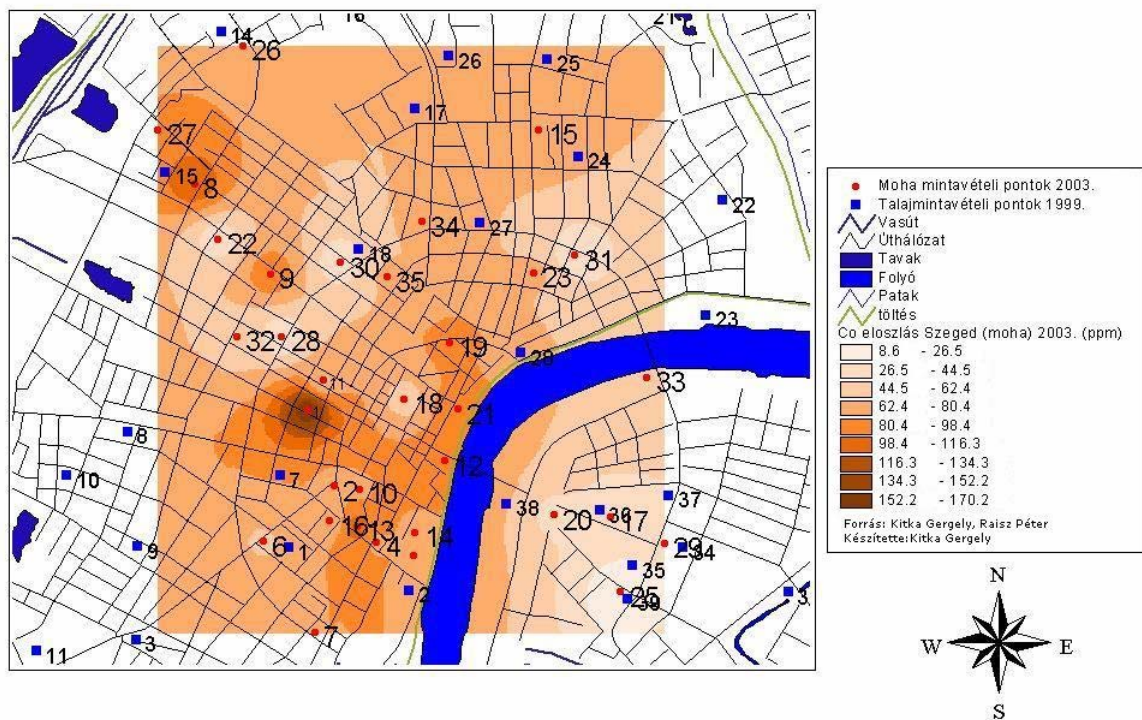 16
21
14
26
26
25
17
27
15
24
15
8
22
34
27
22
18
31
30
9
35
23
23
32
28
19
28
33
11
18
21
8
12
10
7
2
10
38
37
20
36
17
16
13
14
6
1
4
9
29
34
35
2
25
39
3
7
3
11
Moha mintavételi pontok 2003.
Talajmintavételi pontok 1999.
Vasút
Úthálózat
Tavak
Folyó
Patak
töltés
Co eloszlás Szeged (moha) 2003. (ppm)
8.6 - 26.5
26.5 - 44.5
44.5 - 62.4
62.4 - 80.4
80.4 - 98.4
98.4 - 116.3
116.3 - 134.3
134.3 - 152.2
152.2 - 170.2
Forrás: Kitka Gergely, Raisz Péter
Készítette:Kitka Gergely
N
W E
S